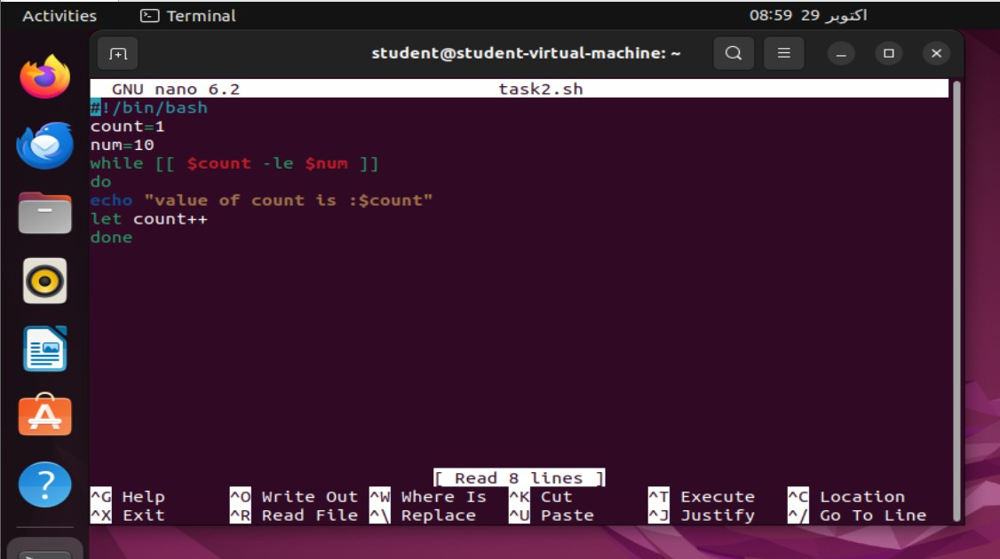 Activities Terminal 08:59 29 اکتوبر
student@student-virtual-machine: ~
GNU nano 6.2 task2.sh
#!/bin/bash
count=1
num=10
while [[ $count -le $num ]]
do
echo "value of count is :$count"
let count++
done
[ Read 8 lines ]
^G Help ^O Write Out ^W Where Is ^K Cut ^T Execute ^C Location
^X Exit ^R Read File ^\ Replace ^U Paste ^J Justify ^/ Go To Line